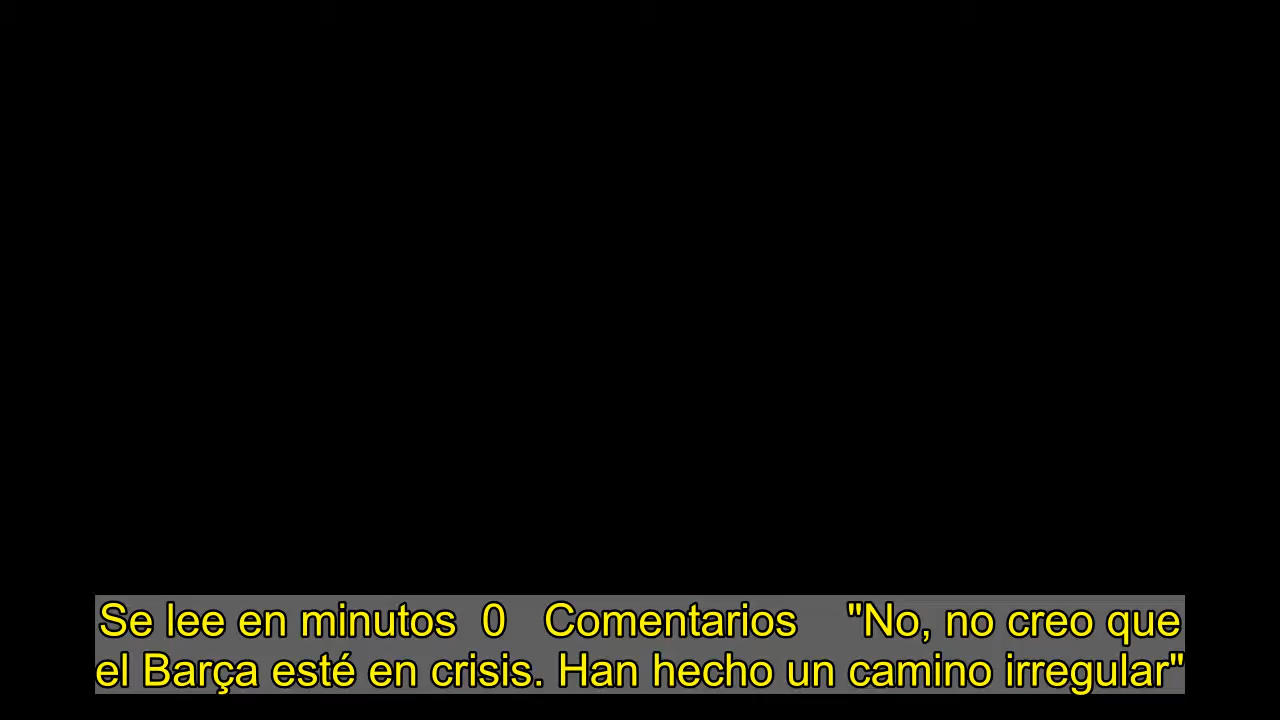 Se lee en minutos  0   Comentarios    "No, no creo que
el Barça esté en crisis. Han hecho un camino irregular"